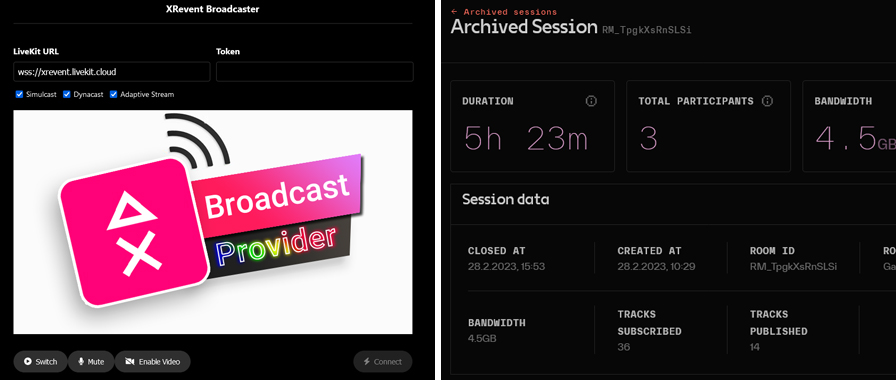 XRevent Broadcaster
LiveKit URL
Token
wss://xrevent.livekit.cloud
Simulcast
Dynacast
Adaptive Stream
Broadcast
Provider
Switch
Mute
Enable Video
Connect
← Archived sessions
Archived Session RM_TpgkXsRnSLSi
DURATION
5h 23m
TOTAL PARTICIPANTS
3
BANDWIDTH
4.5GB
Session data
CLOSED AT
28.2.2023, 15:53
CREATED AT
28.2.2023, 10:29
ROOM ID
RM_TpgkXsRnSLSi
RO
Ga
BANDWIDTH
4.5GB
TRACKS
SUBSCRIBED
36
TRACKS
PUBLISHED
14